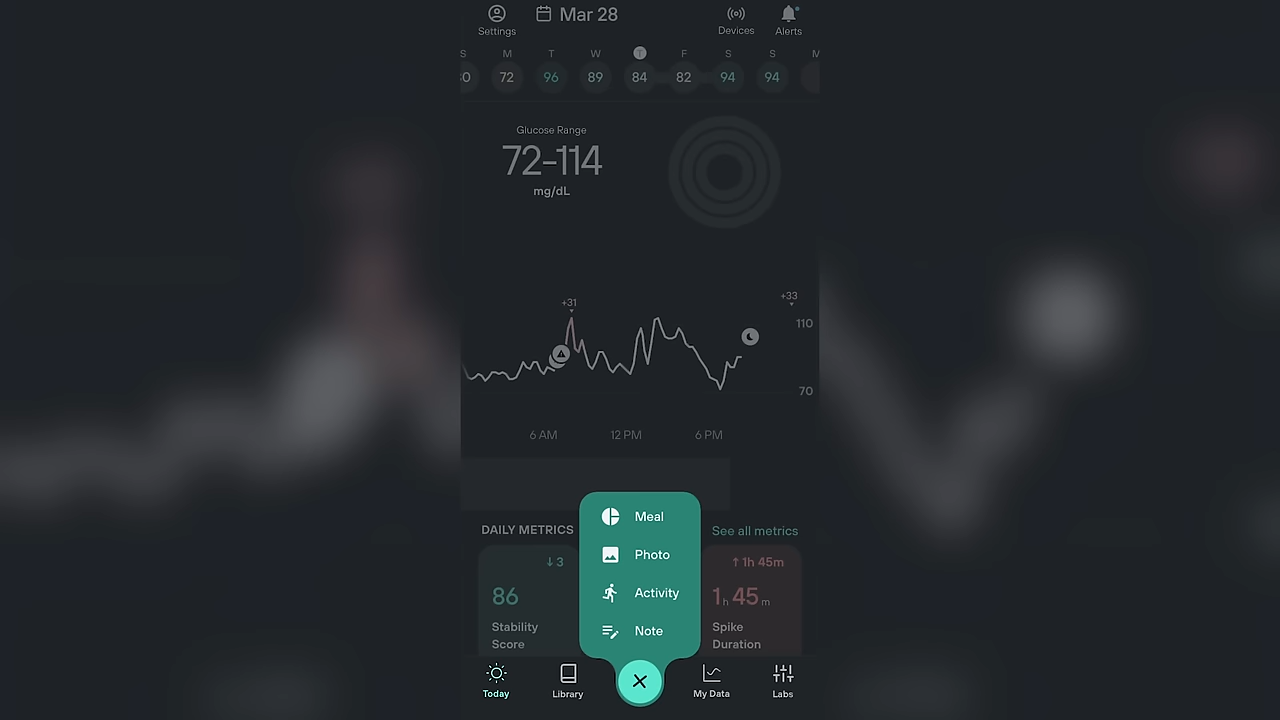 Settings
Mar 28
Devices
Alerts
S M T W T F S S M
72 96 89 84 82 94 94
Glucose Range
72-114
mg/dL
+31
+33
110
70
6 AM 12 PM 6 PM
Meal
Photo
Activity
Note
DAILY METRICS
See all metrics
↓ 3
↑ 1h 45m
86
1h 45m
Stability
Score
Spike
Duration
Today
Library
My Data
Labs